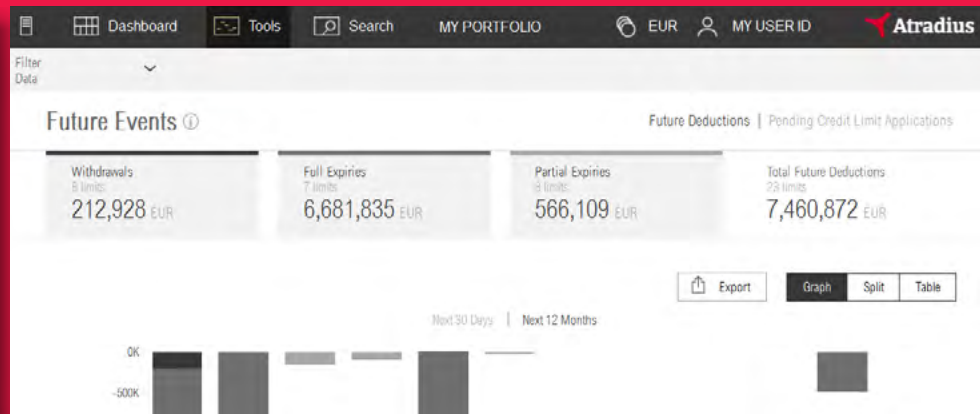 Dashboard Tools Search MY PORTFOLIO EUR MY USER ID Atradius
Filter
Data
Future Events
Future Deductions | Pending Credit Limit Applications
Withdrawals Full Expiries Partial Expiries Total Future Deductions
8 limits 7 limits 8 limits 23 limits
212,928 EUR 6,681,835 EUR 566,109 EUR 7,460,872 EUR
Export Graph Split Table
Next 30 Days | Next 12 Months
0K
-500K